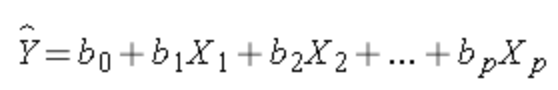 Ŷ = b₀ + b₁X₁ + b₂X₂ + ... + bₚXₚ